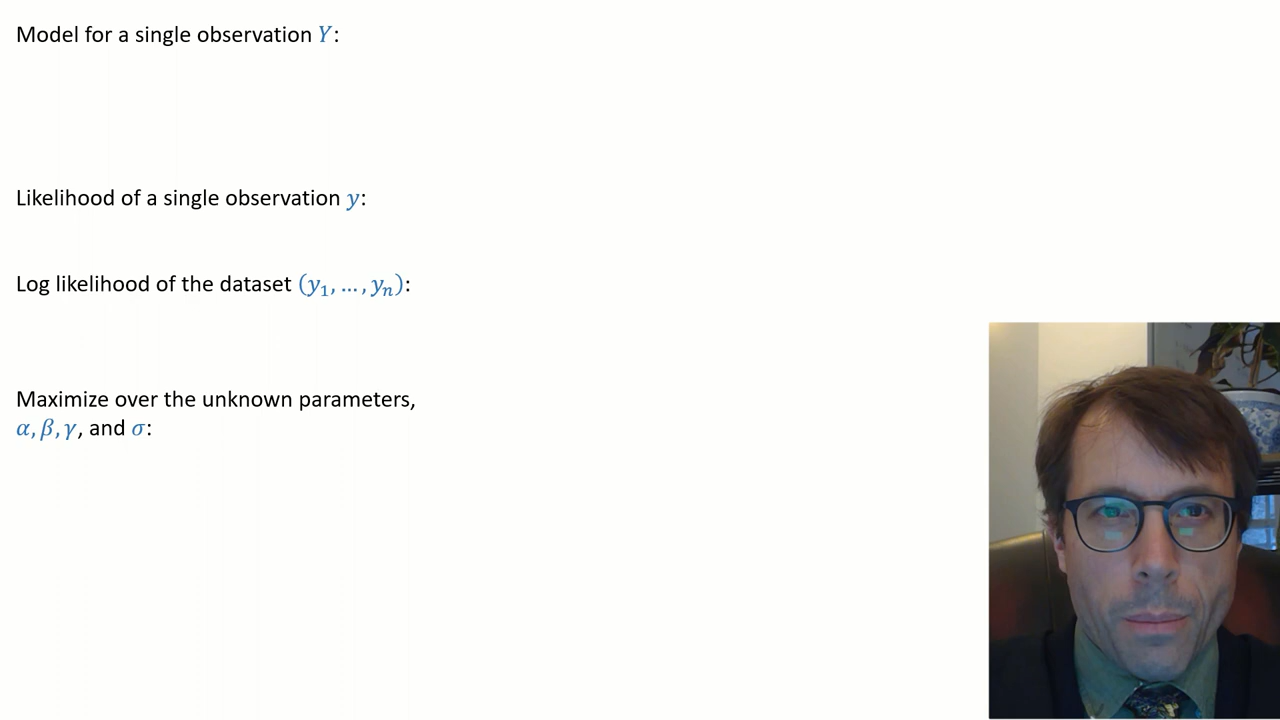 Model for a single observation Y:
Likelihood of a single observation y:
Log likelihood of the dataset (y₁, …, yₙ):
Maximize over the unknown parameters,
α, β, γ, and σ: